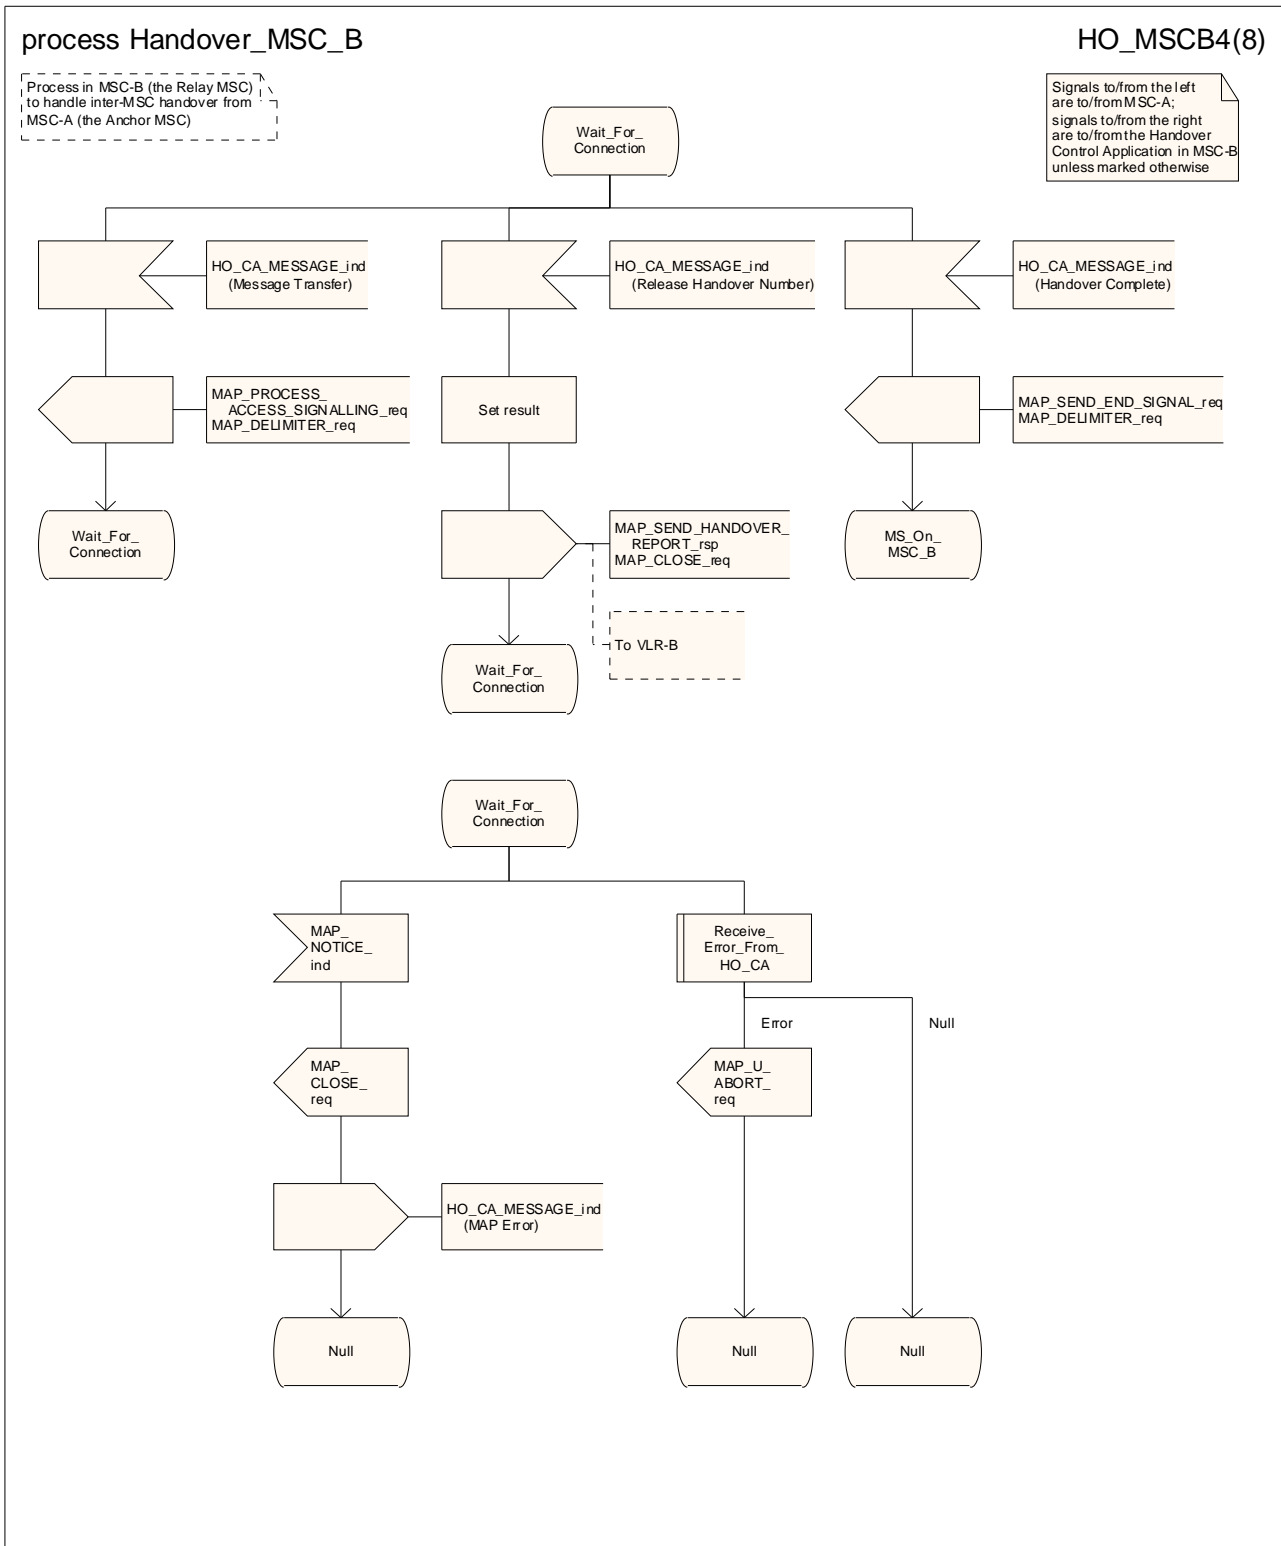 process Handover_MSC_B
HO_MSCB4(8)
Process in MSC-B (the Relay MSC)
to handle inter-MSC handover from
MSC-A (the Anchor MSC)
Signals to/from the left
are to/from MSC-A;
signals to/from the right
are to/from the Handover
Control Application in MSC-B
unless marked otherwise
Wait_For_
Connection
HO_CA_MESSAGE_ind
(Message Transfer)
HO_CA_MESSAGE_ind
(Release Handover Number)
HO_CA_MESSAGE_ind
(Handover Complete)
MAP_PROCESS_
ACCESS_SIGNALLING_req
MAP_DELIMITER_req
Set result
MAP_SEND_END_SIGNAL_req
MAP_DELIMITER_req
Wait_For_
Connection
MAP_SEND_HANDOVER_
REPORT_rsp
MAP_CLOSE_req
MS_On_
MSC_B
To VLR-B
Wait_For_
Connection
Wait_For_
Connection
MAP_
NOTICE_
ind
Receive_
Error_From_
HO_CA
Error
Null
MAP_
CLOSE_
req
MAP_U_
ABORT_
req
HO_CA_MESSAGE_ind
(MAP Error)
Null
Null
Null